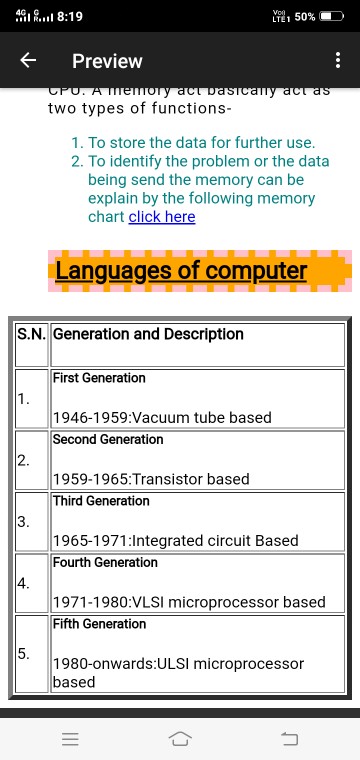 4G G 8:19 Voi) LTE1 50%
Preview
CPU. A memory act basically act as
two types of functions-
1. To store the data for further use.
2. To identify the problem or the data
being send the memory can be
explain by the following memory
chart click here
Languages of computer
S.N. Generation and Description
First Generation
1.
1946-1959:Vacuum tube based
Second Generation
2.
1959-1965:Transistor based
Third Generation
3.
1965-1971:Integrated circuit Based
Fourth Generation
4.
1971-1980:VLSI microprocessor based
Fifth Generation
5.
1980-onwards:ULSI microprocessor
based